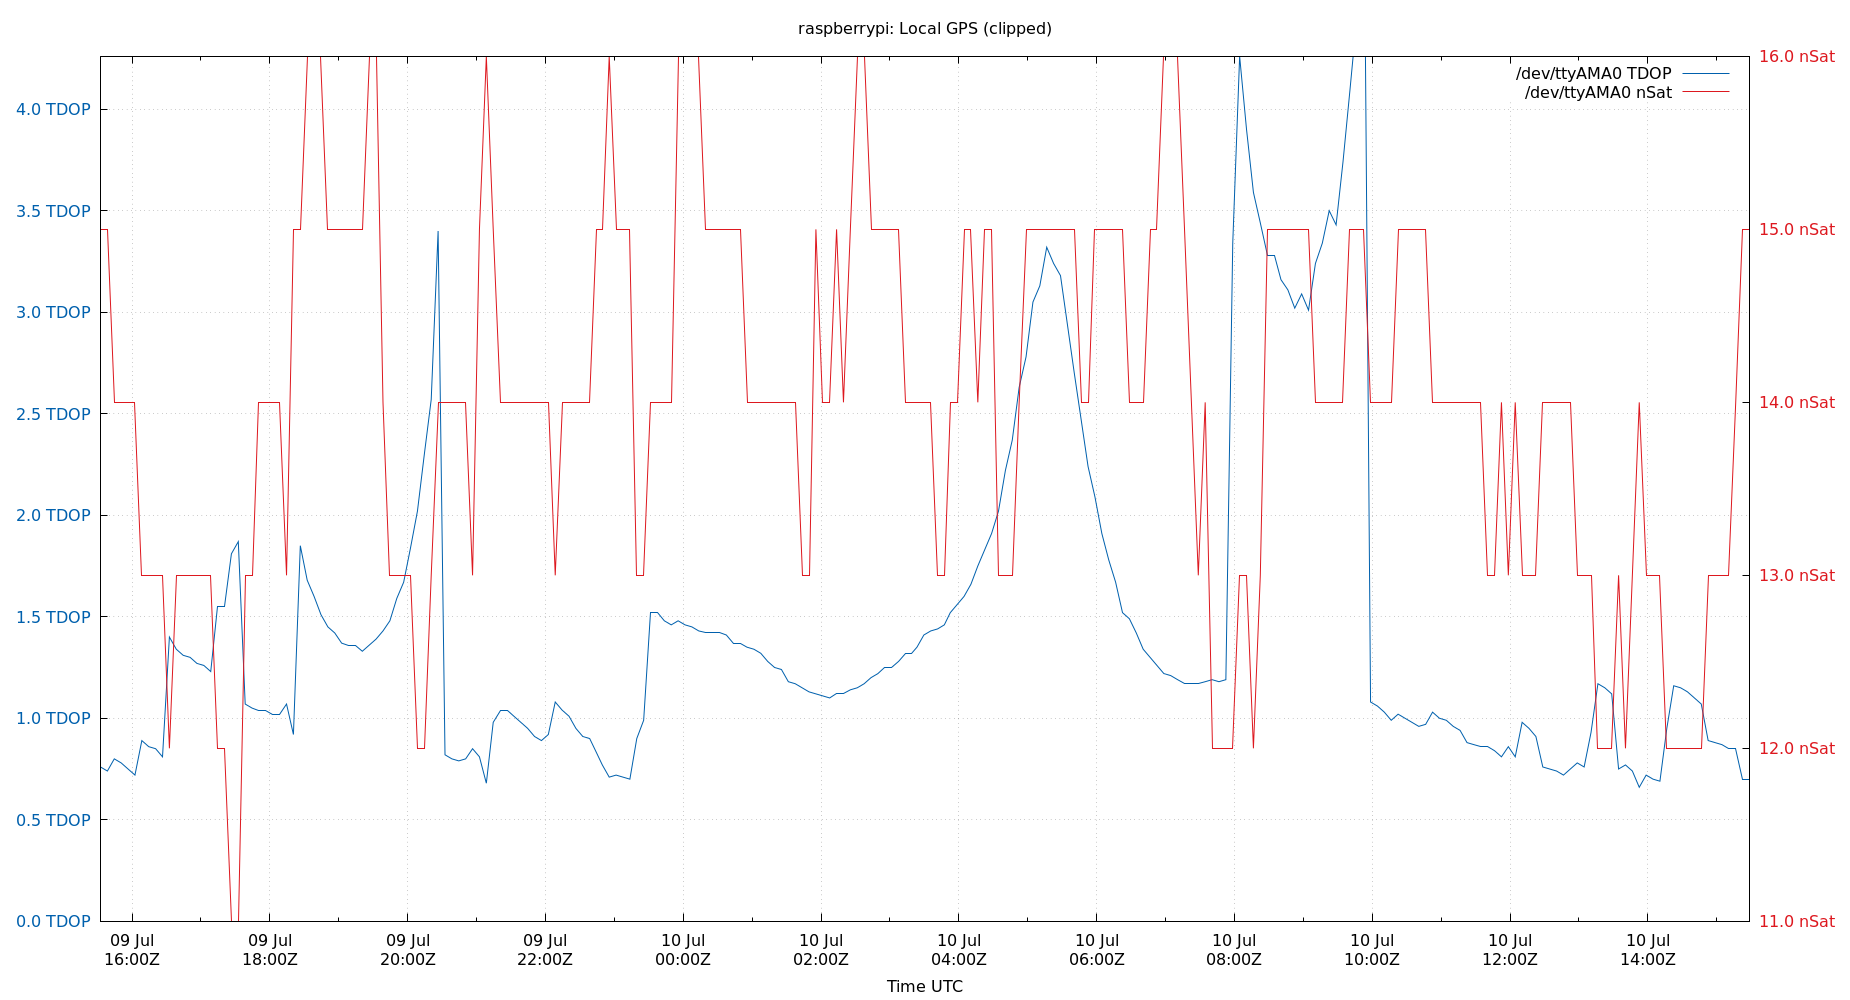 raspberrypi: Local GPS (clipped)
16.0 nSat
/dev/ttyAMA0 TDOP
/dev/ttyAMA0 nSat
4.0 TDOP
3.5 TDOP
15.0 nSat
3.0 TDOP
14.0 nSat
2.5 TDOP
2.0 TDOP
13.0 nSat
1.5 TDOP
1.0 TDOP
12.0 nSat
0.5 TDOP
0.0 TDOP
11.0 nSat
09 Jul 09 Jul 09 Jul 09 Jul 10 Jul 10 Jul 10 Jul 10 Jul 10 Jul 10 Jul 10 Jul 10 Jul
16:00Z 18:00Z 20:00Z 22:00Z 00:00Z 02:00Z 04:00Z 06:00Z 08:00Z 10:00Z 12:00Z 14:00Z
Time UTC